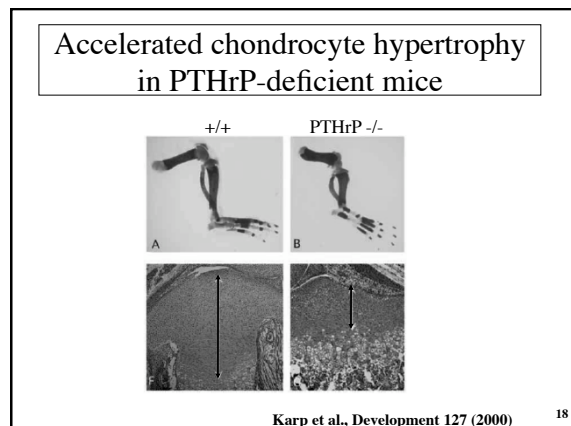 Accelerated chondrocyte hypertrophy
in PTHrP-deficient mice
+/+ PTHrP -/-
A B
Karp et al., Development 127 (2000) 18